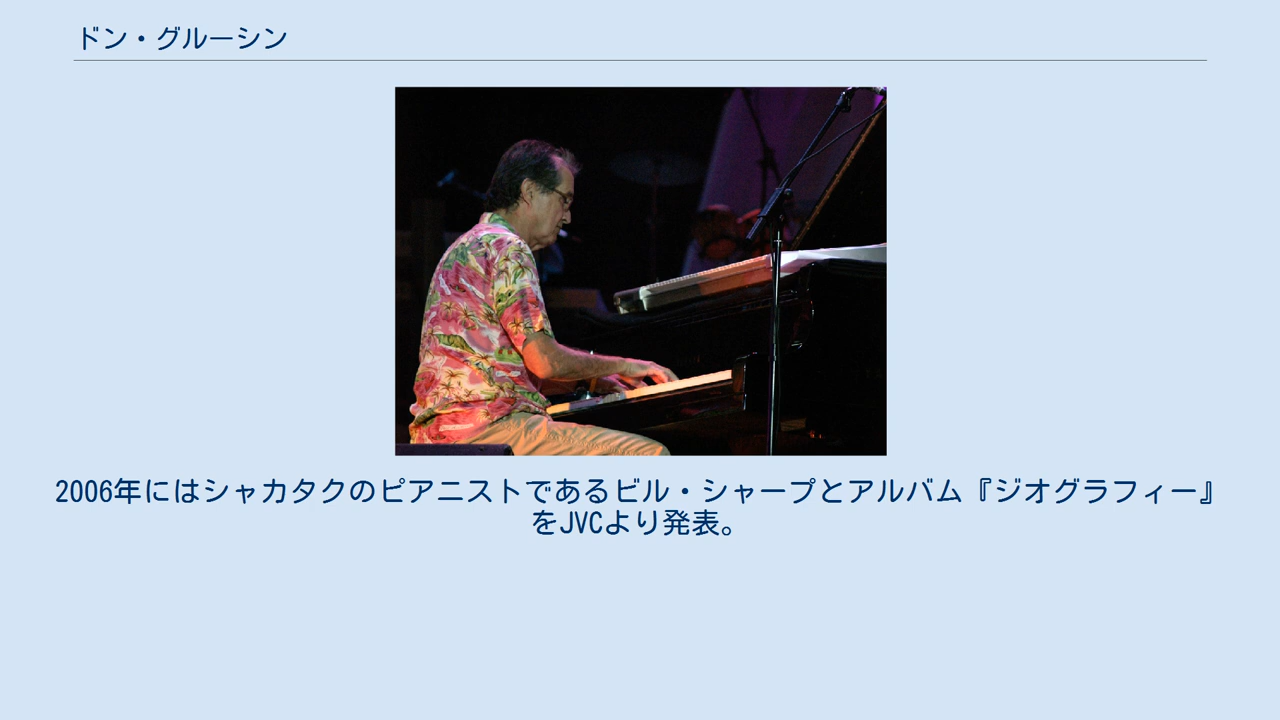 ドン・グルーシン
2006年にはシャカタクのピアニストであるビル・シャープとアルバム『ジオグラフィー』
をJVCより発表。